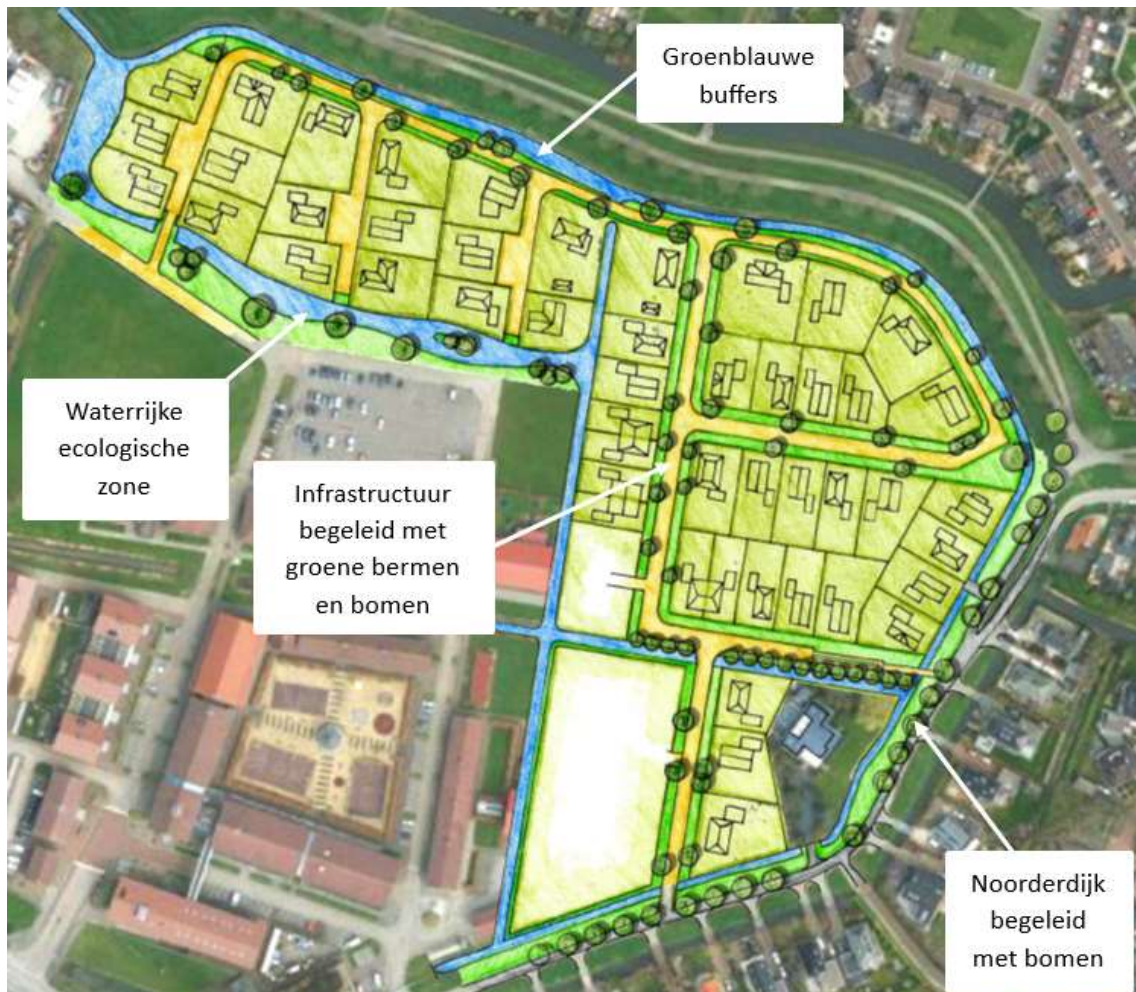 Groenblauwe
buffers
Waterrijke
ecologische
zone
Infrastructuur
begeleid met
groene bermen
en bomen
Noorderdijk
begeleid
met bomen